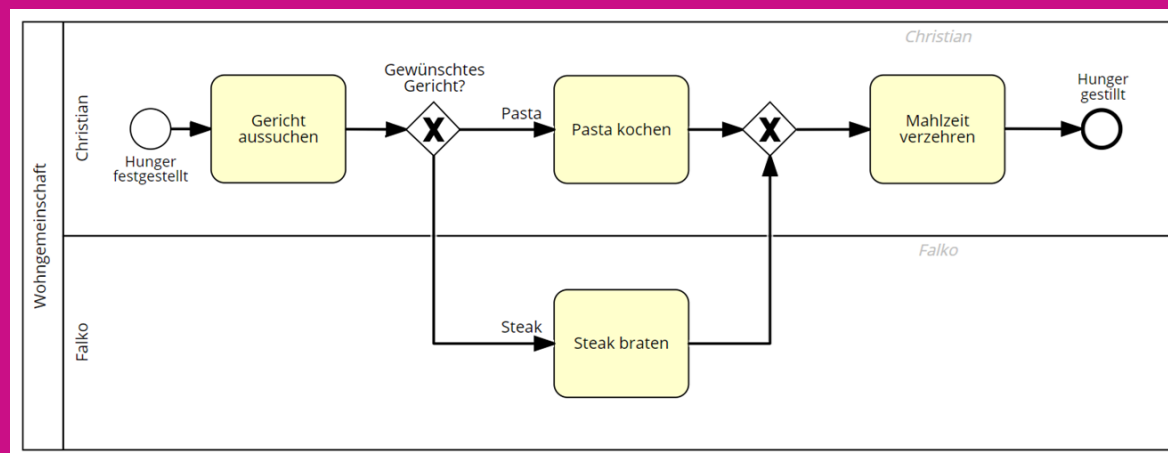 Wohngemeinschaft
Christian
Christian
Hunger
festgestellt
Gericht
aussuchen
Gewünschtes
Gericht?
Pasta
Pasta kochen
Mahlzeit
verzehren
Hunger
gestillt
Falko
Falko
Steak
Steak braten